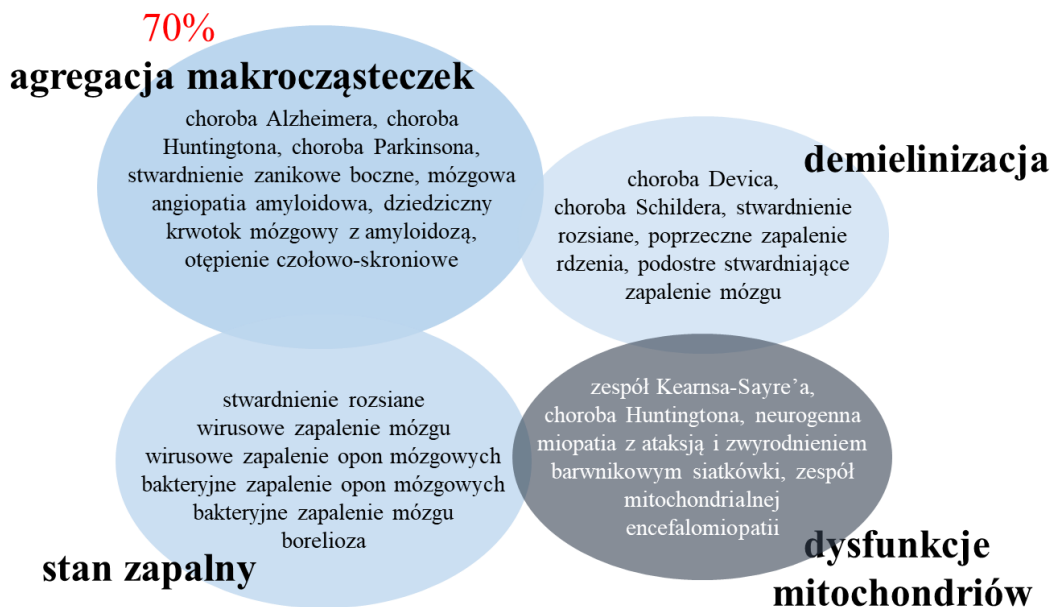 70%
agregacja makrocząsteczek
choroba Alzheimera, choroba
Huntingtona, choroba Parkinsona,
stwardnienie zanikowe boczne, mózgowa
angiopatia amyloidowa, dziedziczny
krwotok mózgowy z amyloidozą,
otępienie czołowo-skroniowe
demielinizacja
choroba Devica,
choroba Schildera, stwardnienie
rozsiane, poprzeczne zapalenie
rdzenia, podostre stwardniające
zapalenie mózgu
stwardnienie rozsiane
wirusowe zapalenie mózgu
wirusowe zapalenie opon mózgowych
bakteryjne zapalenie opon mózgowych
bakteryjne zapalenie mózgu
borelioza
stan zapalny
zespół Kearnsa-Sayre’a,
choroba Huntingtona, neurogenna
miopatia z ataksją i zwyrodnieniem
barwnikowym siatkówki, zespół
mitochondrialnej
encefalomiopatii
dysfunkcje
mitochondriów